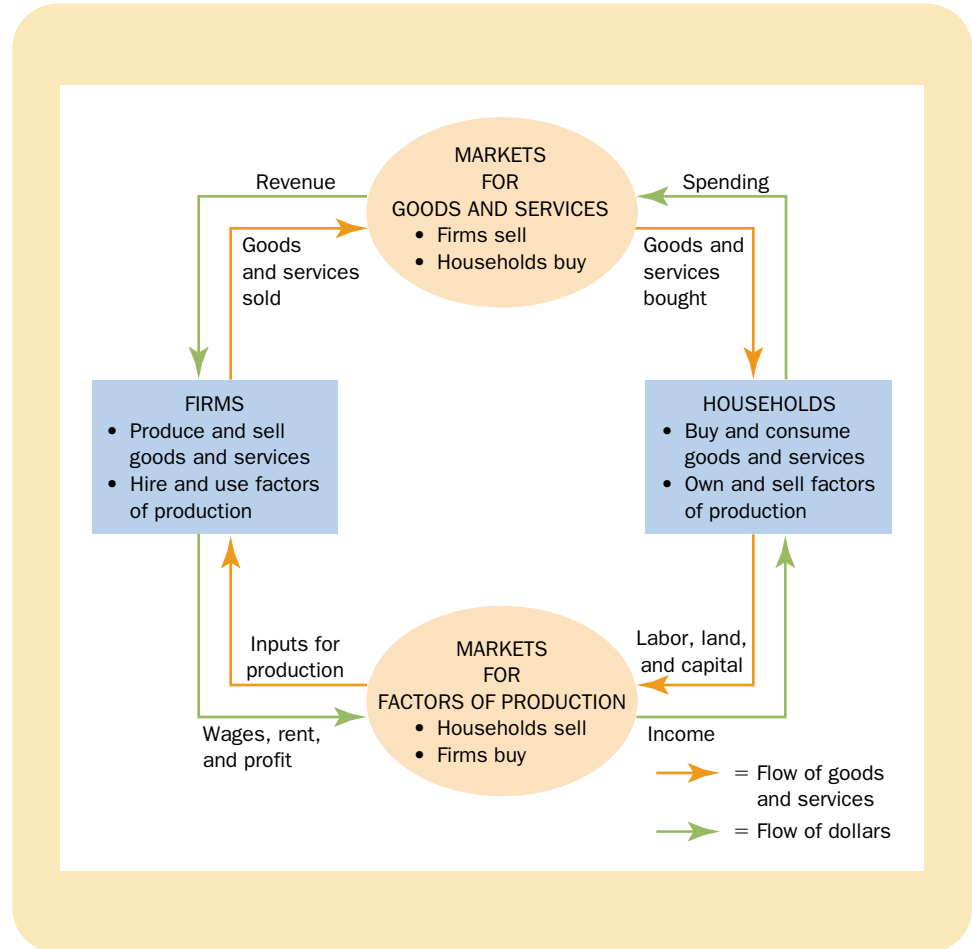 MARKETS
FOR
GOODS AND SERVICES
• Firms sell
• Households buy
Revenue
Spending
Goods
and services
sold
Goods and
services
bought
FIRMS
• Produce and sell
goods and services
• Hire and use factors
of production
HOUSEHOLDS
• Buy and consume
goods and services
• Own and sell factors
of production
Inputs for
production
Labor, land,
and capital
MARKETS
FOR
FACTORS OF PRODUCTION
• Households sell
• Firms buy
Wages, rent,
and profit
Income
= Flow of goods
and services
= Flow of dollars